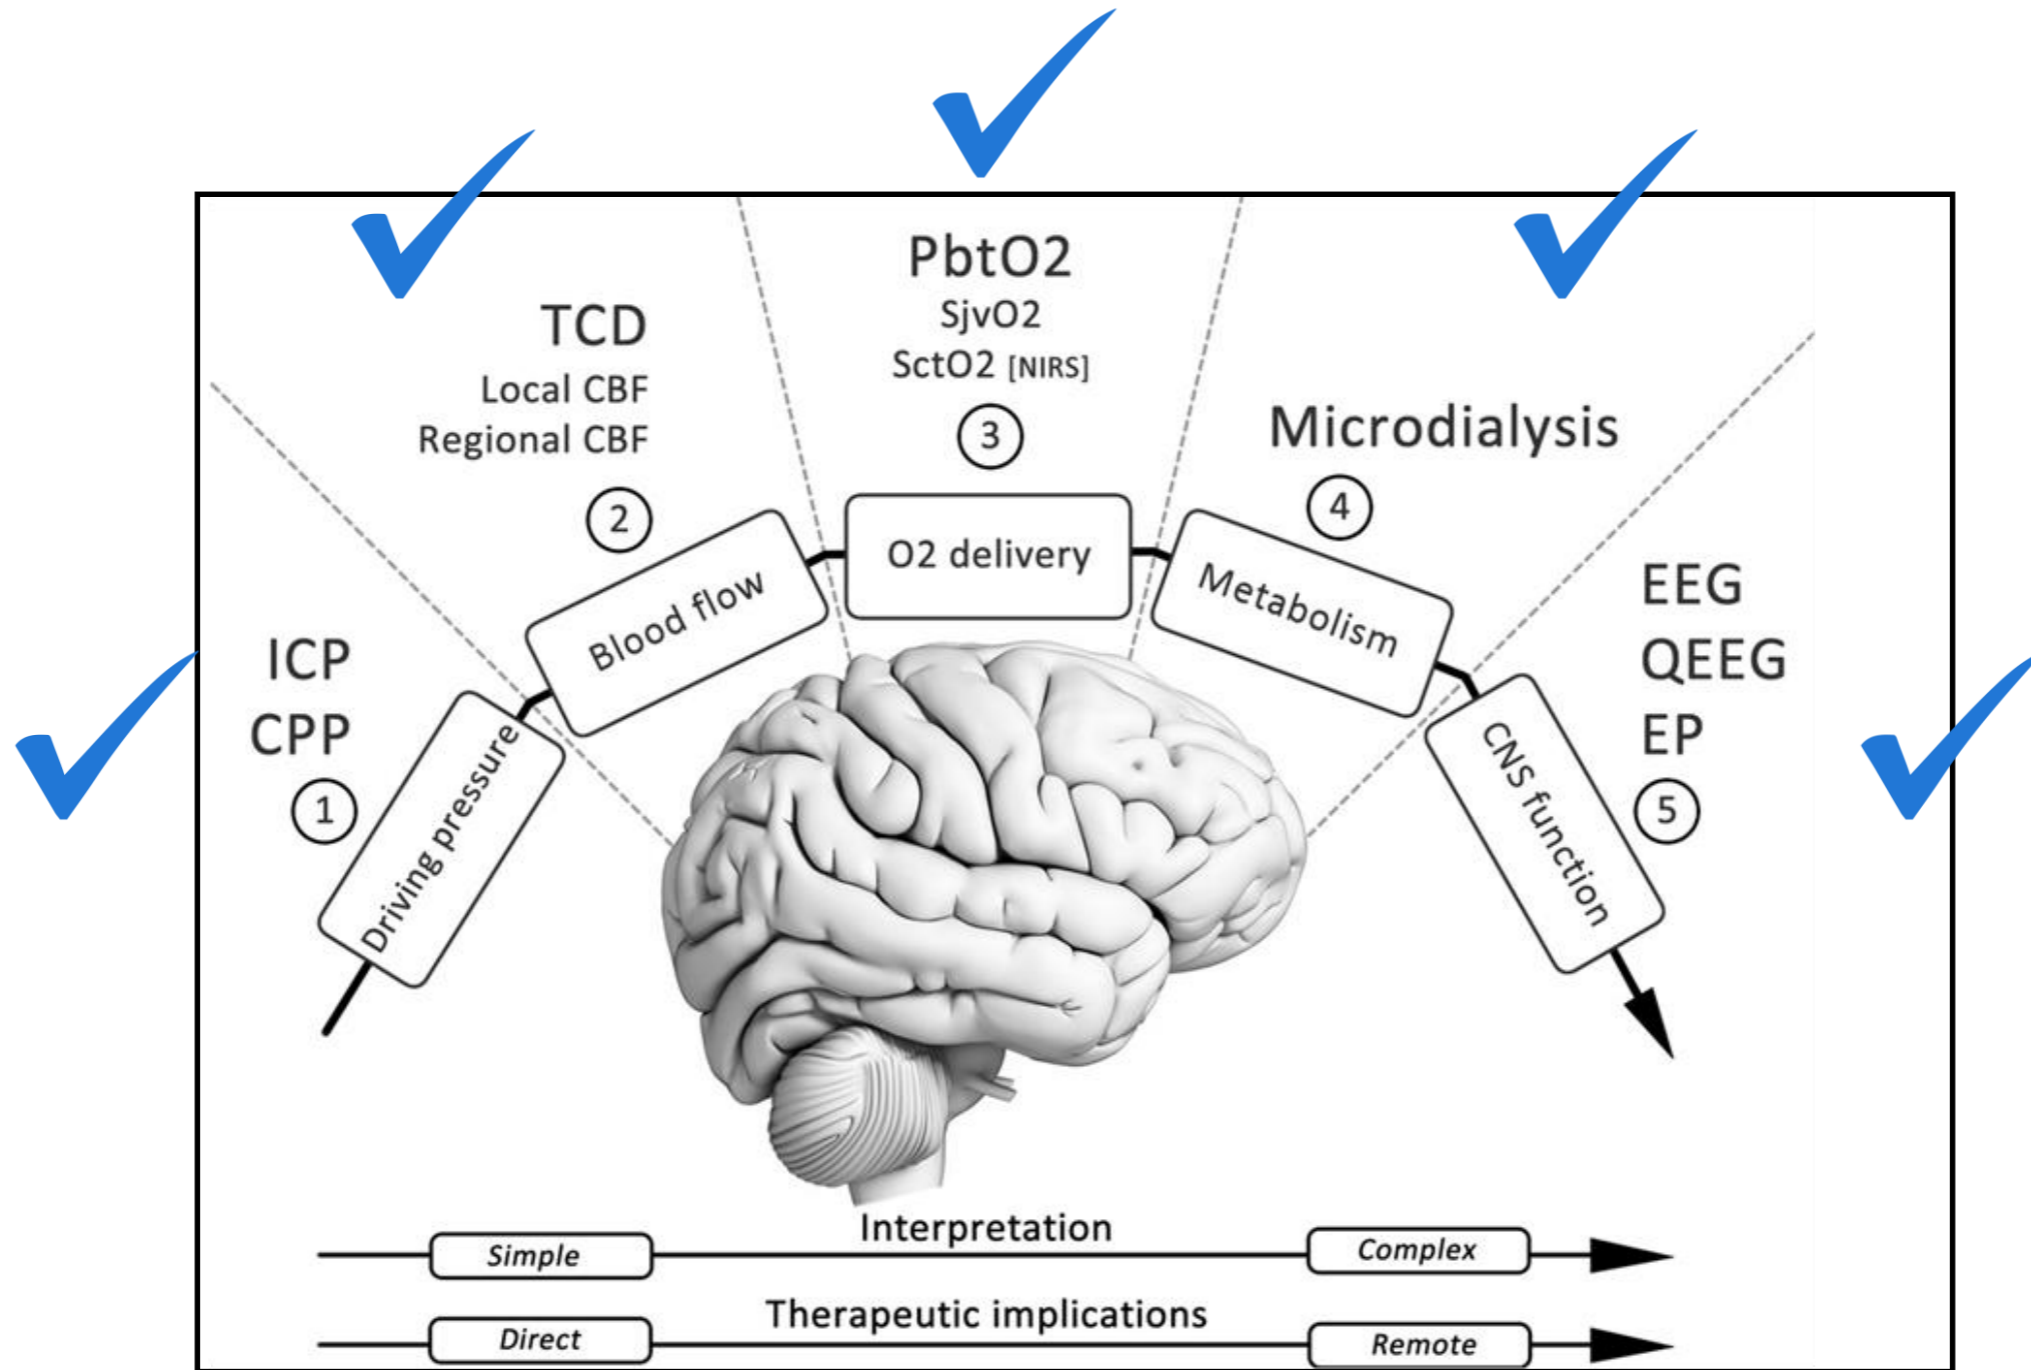 ICP
CPP
1
Driving pressure
TCD
Local CBF
Regional CBF
2
Blood flow
PbtO2
SjvO2
SctO2 [NIRS]
3
O2 delivery
Microdialysis
4
Metabolism
EEG
QEEG
EP
5
CNS function
Interpretation
Simple
Complex
Therapeutic implications
Direct
Remote